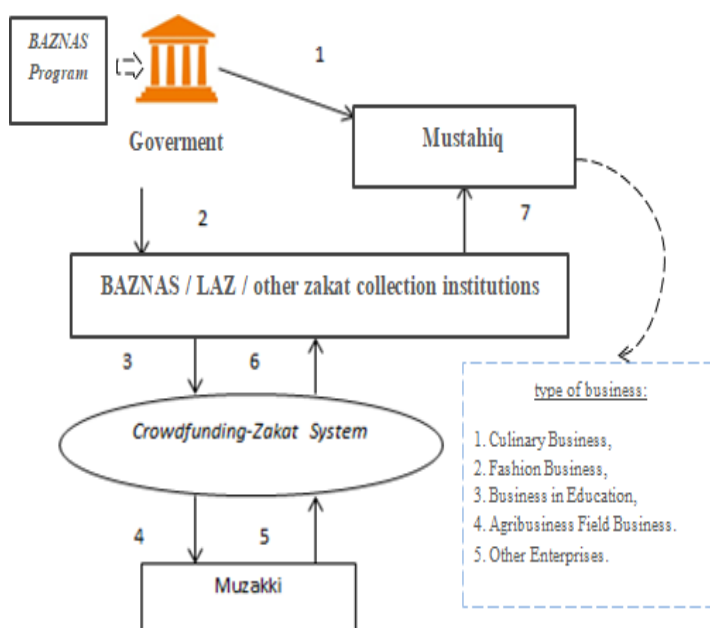 BAZNAS
Program
1
Goverment
Mustahiq
2
7
BAZNAS / LAZ / other zakat collection institutions
3
6
Crowdfunding-Zakat System
4
5
Muzakki
type of business:
1. Culinary Business,
2. Fashion Business,
3. Business in Education,
4. Agribusiness Field Business.
5. Other Enterprises.